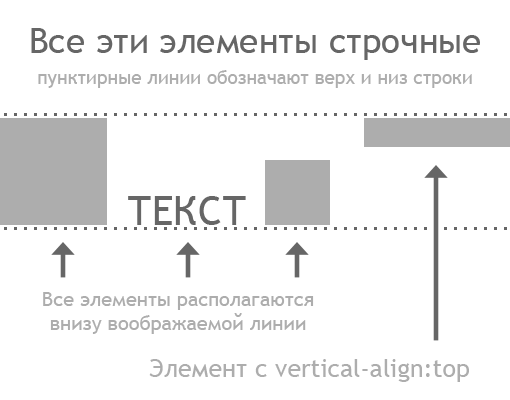 Все эти элементы строчные
пунктирные линии обозначают верх и низ строки
ТЕКСТ
Все элементы располагаются
внизу воображаемой линии
Элемент с vertical-align:top